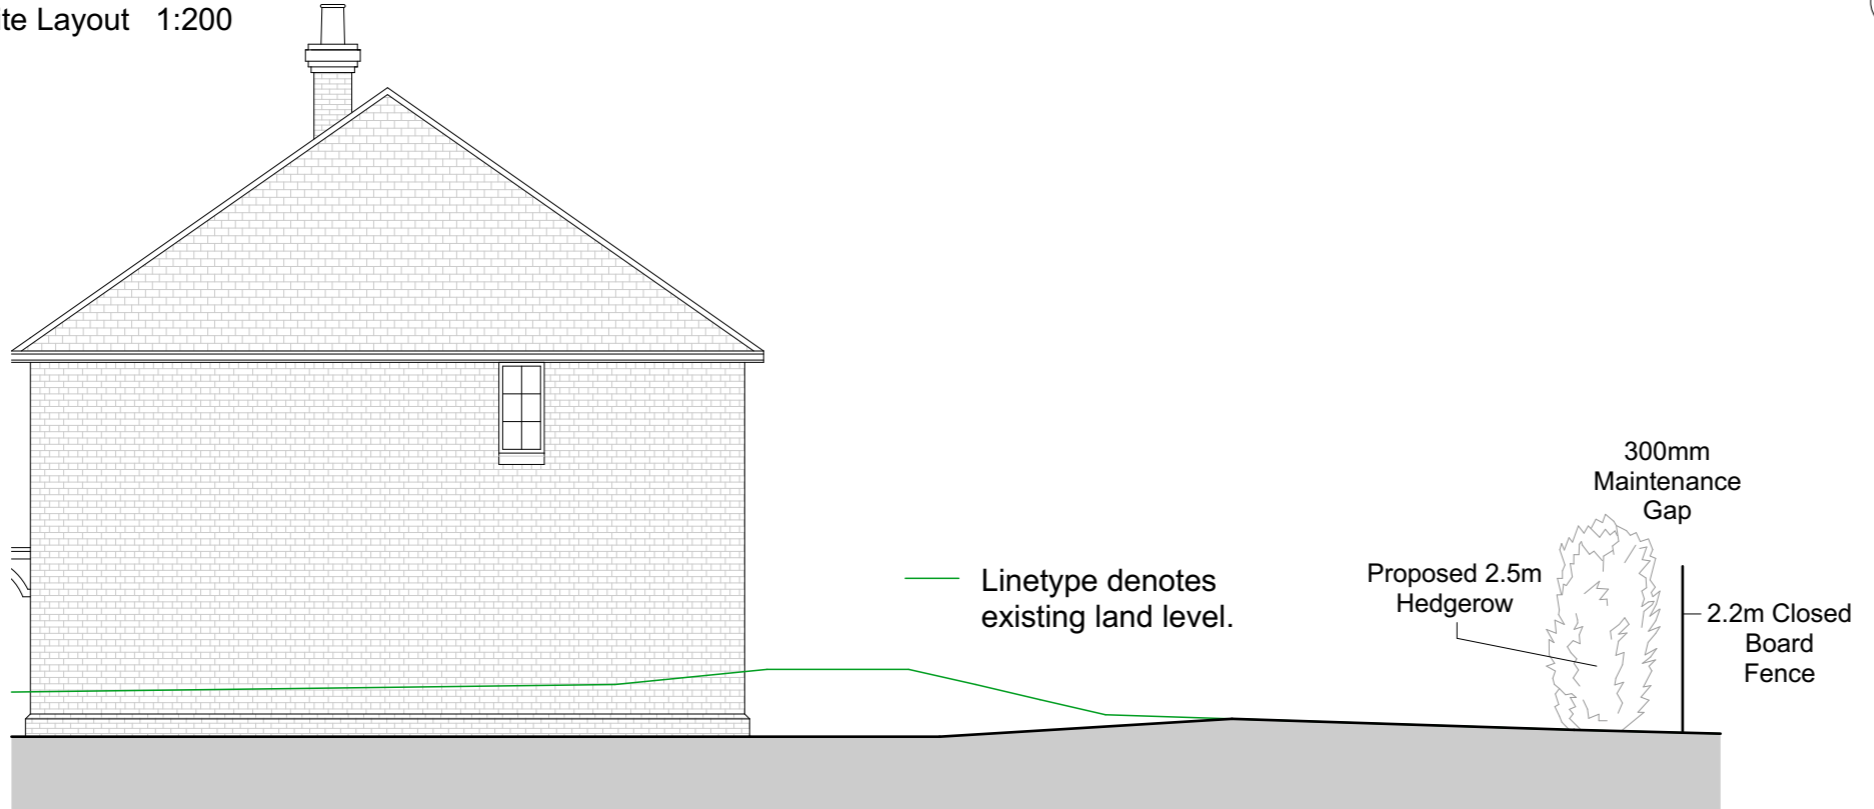 ite Layout 1:200
300mm
Maintenance
Gap
Proposed 2.5m
Hedgerow
Linetype denotes
existing land level.
2.2m Closed
Board
Fence